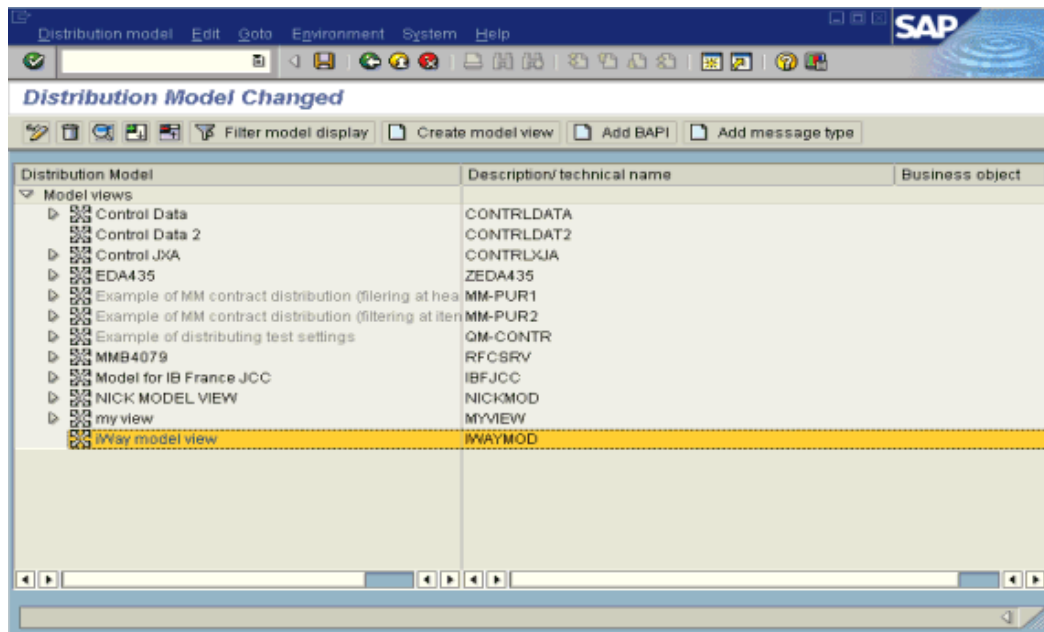 Distribution model Edit Goto Environment System Help
SAP
Distribution Model Changed
Filter model display Create model view Add BAPI Add message type
Distribution Model Description/technical name Business object
Model views
Control Data CONTRLDATA
Control Data 2 CONTRLDAT2
Control JXA CONTRLXJA
EDA435 ZEDA435
Example of MM contract distribution (filering at hea MM-PUR1
Example of MM contract distribution (filtering at iten MM-PUR2
Example of distributing test settings QM-CONTR
MMB4079 RFCSRV
Model for IB France JCC IBFJCC
NICK MODEL VIEW NICKMOD
my view MYVIEW
iWay model view IWAYMOD